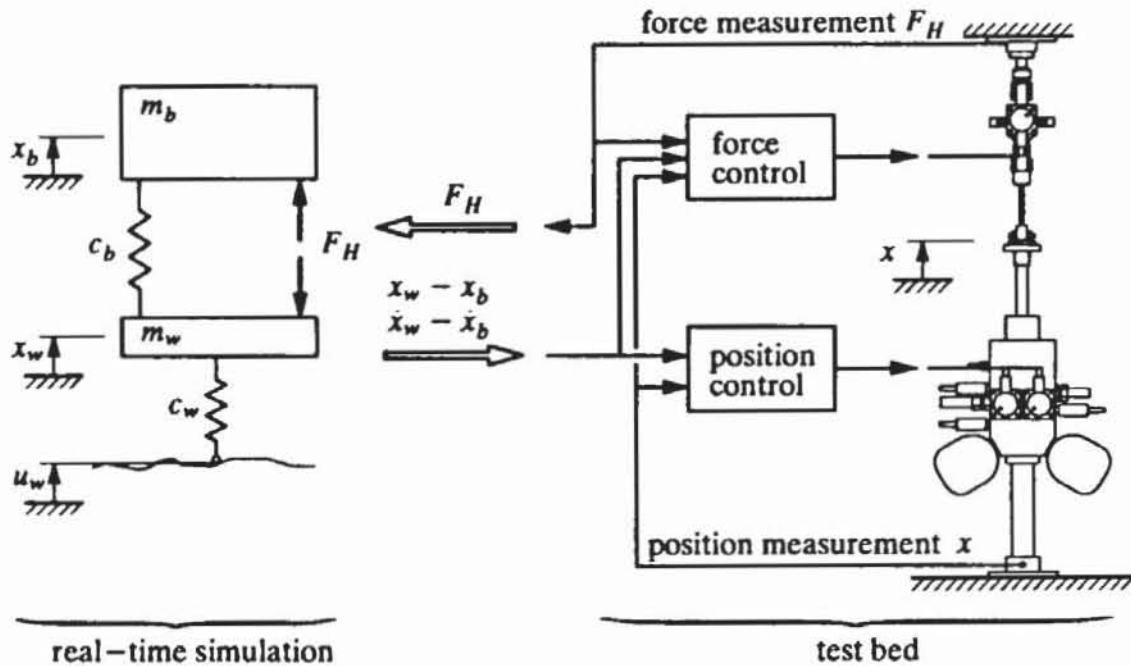 force measurement F_H
m_b
x_b
force
control
F_H
c_b
F_H
x
x_w − x_b
ẋ_w − ẋ_b
m_w
x_w
position
control
c_w
u_w
position measurement x
real−time simulation
test bed